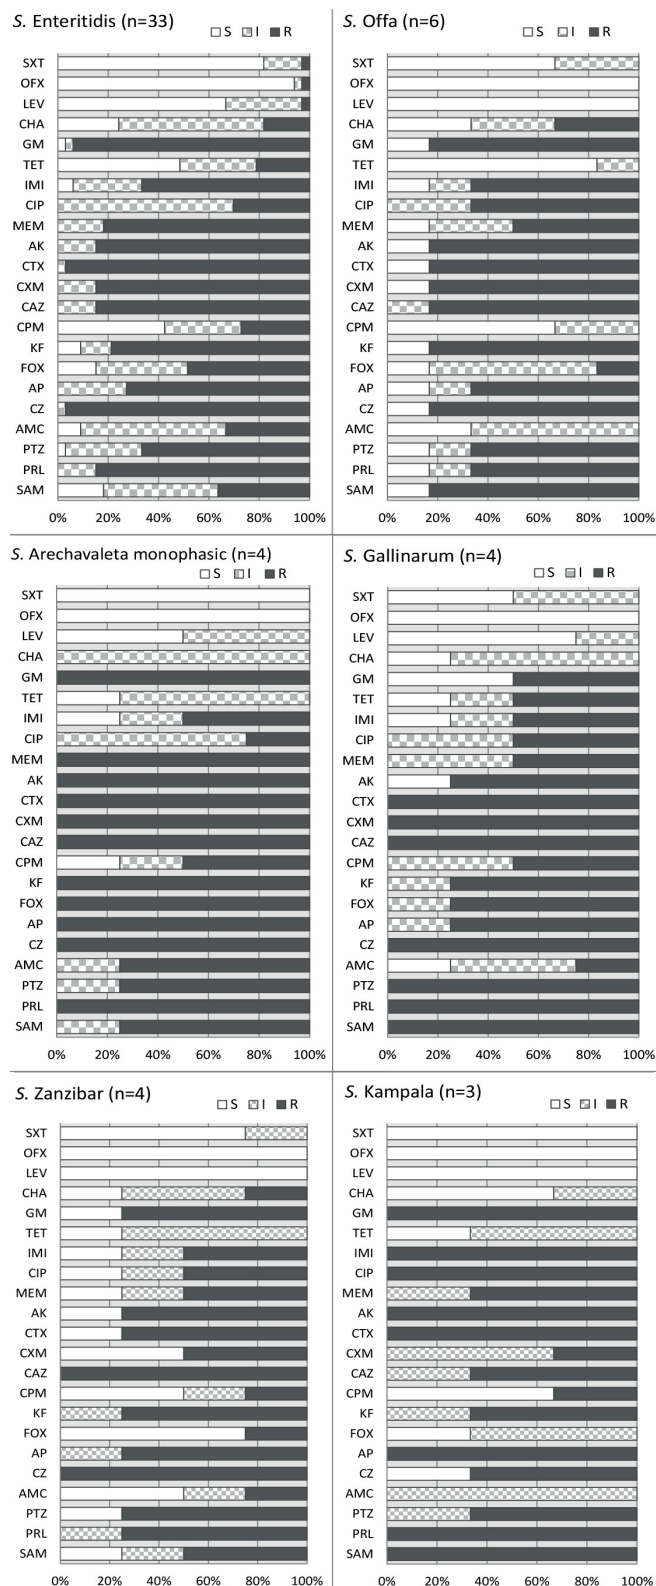 S. Enteritidis (n=33)
S I R
SXT
OFX
LEV
CHA
GM
TET
IMI
CIP
MEM
AK
CTX
CXM
CAZ
CPM
KF
FOX
AP
CZ
AMC
PTZ
PRL
SAM
0% 20% 40% 60% 80% 100%
S. Offa (n=6)
S I R
SXT
OFX
LEV
CHA
GM
TET
IMI
CIP
MEM
AK
CTX
CXM
CAZ
CPM
KF
FOX
AP
CZ
AMC
PTZ
PRL
SAM
0% 20% 40% 60% 80% 100%
S. Arechavaleta monophasic (n=4)
S I R
SXT
OFX
LEV
CHA
GM
TET
IMI
CIP
MEM
AK
CTX
CXM
CAZ
CPM
KF
FOX
AP
CZ
AMC
PTZ
PRL
SAM
0% 20% 40% 60% 80% 100%
S. Gallinarum (n=4)
S I R
SXT
OFX
LEV
CHA
GM
TET
IMI
CIP
MEM
AK
CTX
CXM
CAZ
CPM
KF
FOX
AP
CZ
AMC
PTZ
PRL
SAM
0% 20% 40% 60% 80% 100%
S. Zanzibar (n=4)
S I R
SXT
OFX
LEV
CHA
GM
TET
IMI
CIP
MEM
AK
CTX
CXM
CAZ
CPM
KF
FOX
AP
CZ
AMC
PTZ
PRL
SAM
0% 20% 40% 60% 80% 100%
S. Kampala (n=3)
S I R
SXT
OFX
LEV
CHA
GM
TET
IMI
CIP
MEM
AK
CTX
CXM
CAZ
CPM
KF
FOX
AP
CZ
AMC
PTZ
PRL
SAM
0% 20% 40% 60% 80% 100%